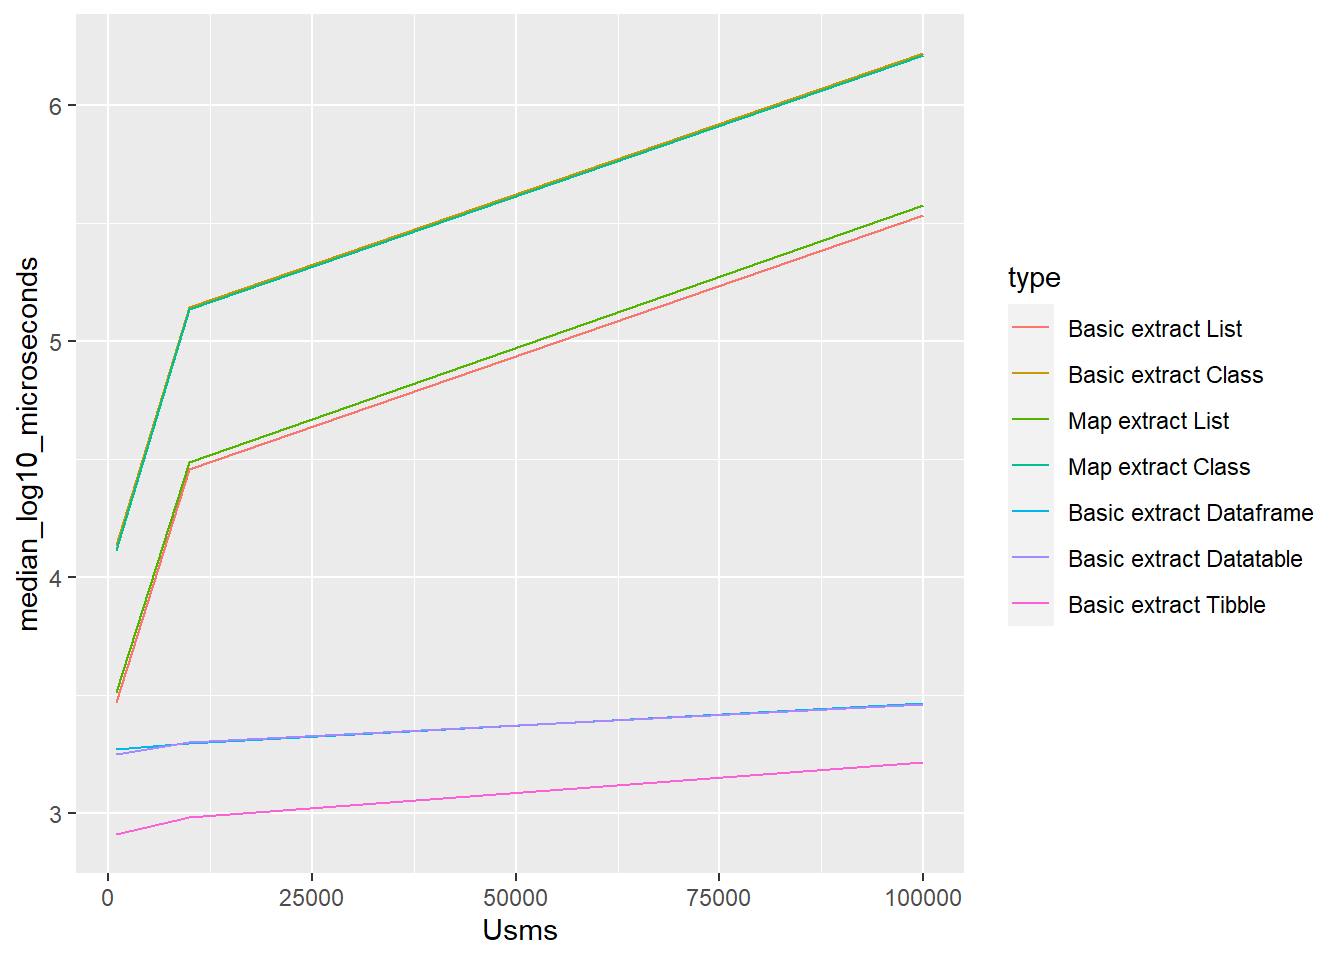 median_log10_microseconds
6
5
4
3
0
25000
50000
75000
100000
Usms
type
Basic extract List
Basic extract Class
Map extract List
Map extract Class
Basic extract Dataframe
Basic extract Datatable
Basic extract Tibble